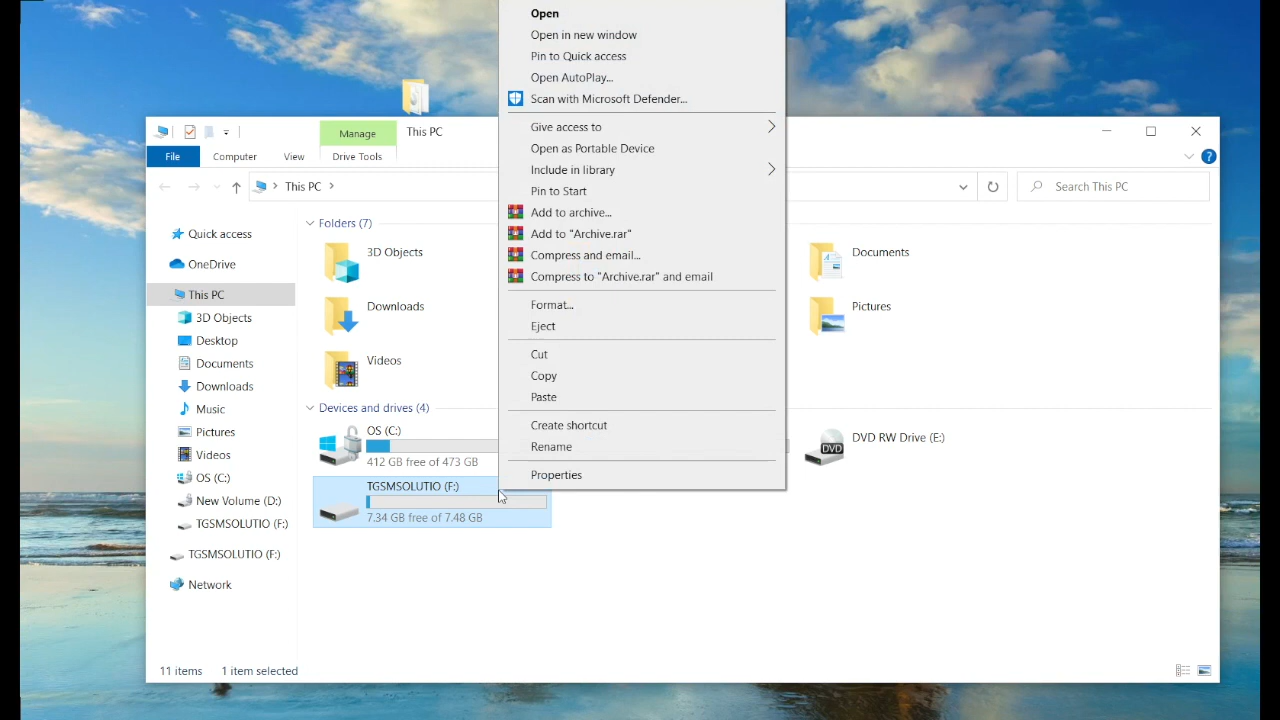 Open
Open in new window
Pin to Quick access
Open AutoPlay...
Scan with Microsoft Defender...
Give access to
Open as Portable Device
Include in library
Pin to Start
Add to archive...
Add to "Archive.rar"
Compress and email...
Compress to "Archive.rar" and email
Format...
Eject
Cut
Copy
Paste
Create shortcut
Rename
Properties
Manage
This PC
File
Computer
View
Drive Tools
This PC
Search This PC
Quick access
OneDrive
This PC
3D Objects
Desktop
Documents
Downloads
Music
Pictures
Videos
OS (C:)
New Volume (D:)
TGSMSOLUTIO (F:)
TGSMSOLUTIO (F:)
Network
Folders (7)
3D Objects
Documents
Downloads
Pictures
Videos
Devices and drives (4)
OS (C:)
412 GB free of 473 GB
DVD RW Drive (E:)
DVD
TGSMSOLUTIO (F:)
7.34 GB free of 7.48 GB
11 items
1 item selected